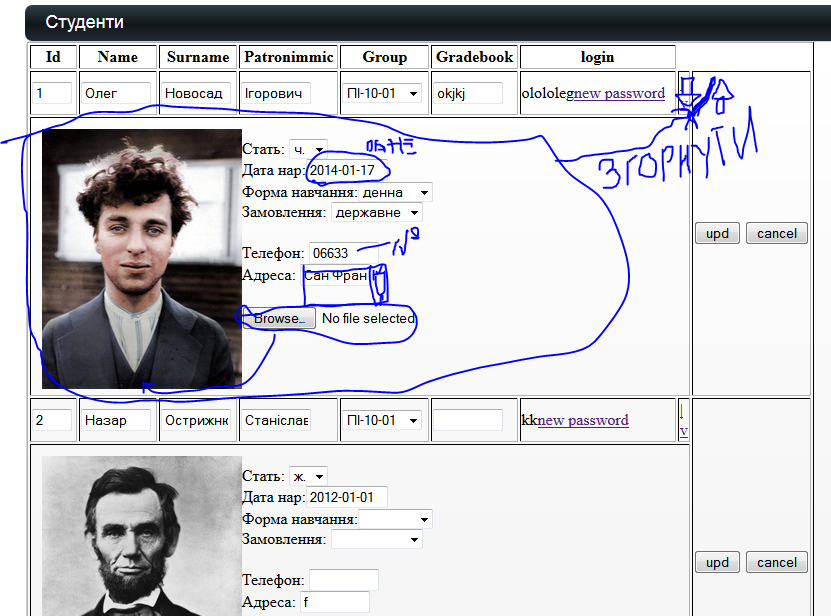 Студенти
Id Name Surname Patronimmic Group Gradebook login
1 Олег Новосад Ігорович ПІ-10-01 okjkj olololegnew password
ЗГОРНУТИ
Стать: ч.
Дата нар: 2014-01-17
Форма навчання: денна
Замовлення: державне
upd cancel
Телефон: 06633 №
Адреса: Сан Фран
Browse... No file selected
2 Назар Острижню Станіслав ПІ-10-01 kknew password
v
Стать: ж.
Дата нар: 2012-01-01
Форма навчання:
Замовлення:
upd cancel
Телефон:
Адреса: f